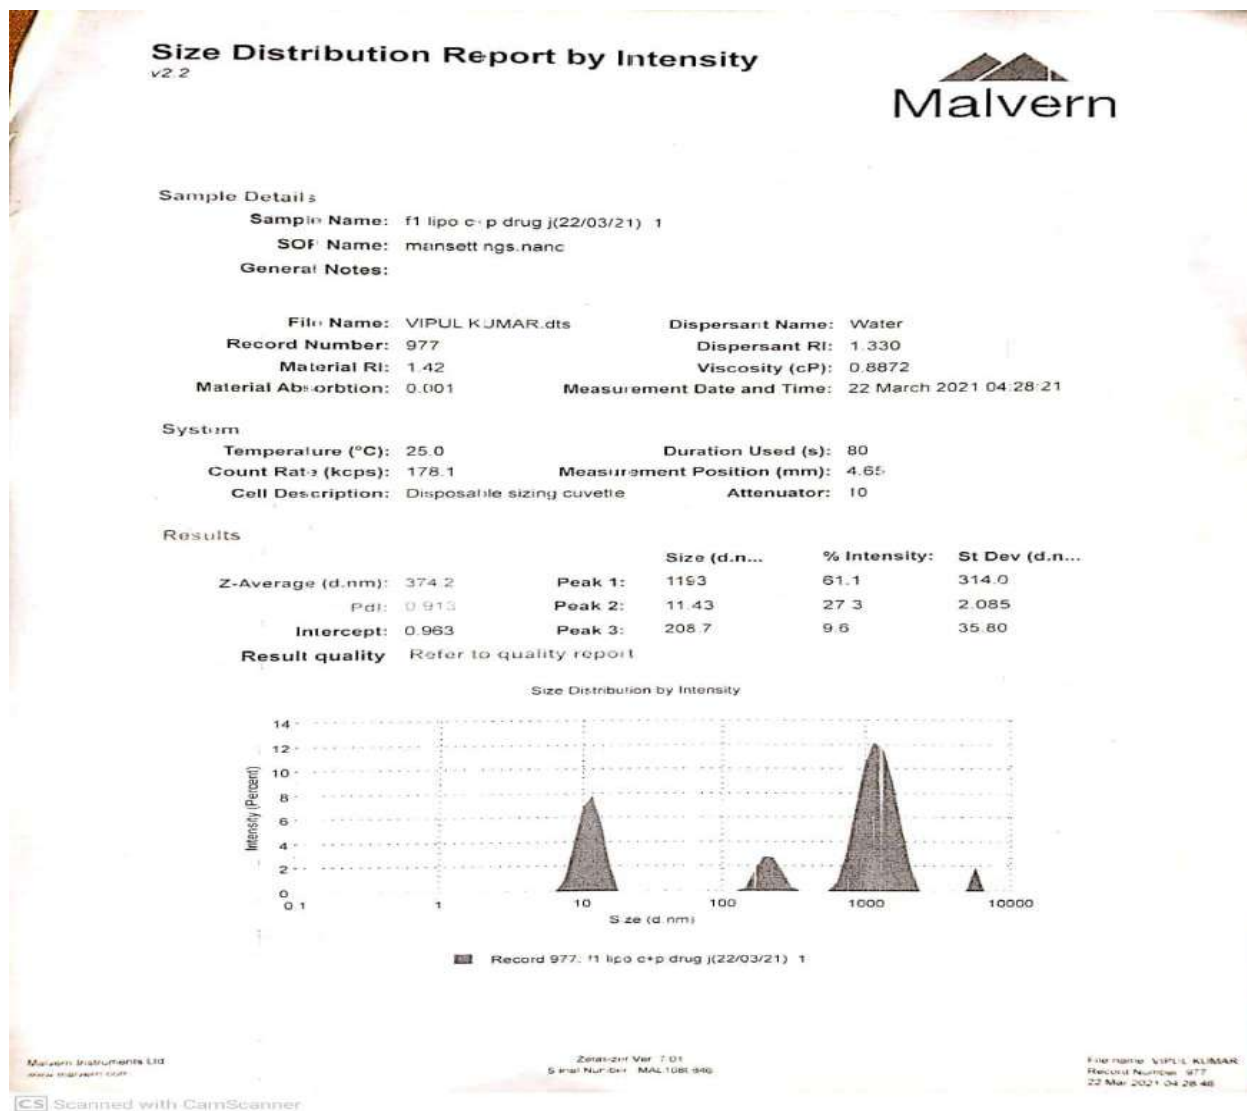 Size Distribution Report by Intensity
v2.2
Malvern
Sample Details
Sample Name: f1 lipo c+p drug j(22/03/21) 1
SOP Name: mansettings.nano
General Notes:
File Name: VIPUL KUMAR.dts Dispersant Name: Water
Record Number: 977 Dispersant RI: 1.330
Material RI: 1.42 Viscosity (cP): 0.8872
Material Absorbtion: 0.001 Measurement Date and Time: 22 March 2021 04:28:21
System
Temperature (°C): 25.0 Duration Used (s): 80
Count Rate (kcps): 178.1 Measurement Position (mm): 4.65
Cell Description: Disposable sizing cuvette Attenuator: 10
Results
Size (d.n... % Intensity: St Dev (d.n...
Z-Average (d.nm): 374.2 Peak 1: 1193 61.1 314.0
PdI: 0.913 Peak 2: 11.43 27.3 2.085
Intercept: 0.963 Peak 3: 208.7 9.6 35.80
Result quality Refer to quality report
Size Distribution by Intensity
14
12
10
8
6
4
2
0
Intensity (Percent)
0.1 1 10 100 1000 10000
Size (d.nm)
Record 977: f1 lipo c+p drug j(22/03/21) 1
Malvern Instruments Ltd
www.malvern.com
Zetasizer Ver. 7.01
Serial Number : 
File name: VIPUL KUMAR
Record Number: 977
22 Mar 2021 04:28:46
CS Scanned with CamScanner